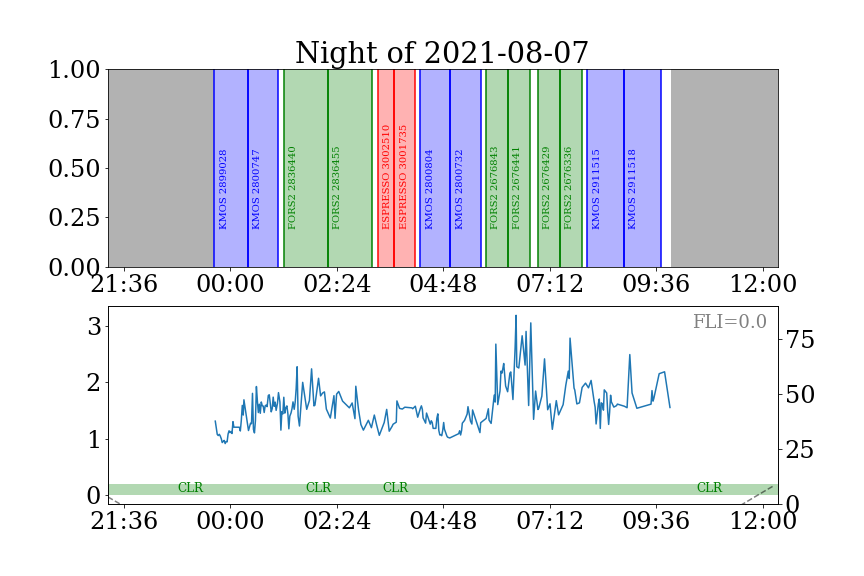 Night of 2021-08-07
1.00
0.75
0.50
0.25
0.00
KMOS 2899028
KMOS 2800747
FORS2 2836440
FORS2 2836455
ESPRESSO 3002510
ESPRESSO 3001735
KMOS 2800804
KMOS 2800732
FORS2 2676843
FORS2 2676441
FORS2 2676429
FORS2 2676336
KMOS 2911515
KMOS 2911518
21:36 00:00 02:24 04:48 07:12 09:36 12:00
FLI=0.0
3
2
1
0
75
50
25
0
CLR CLR CLR CLR
21:36 00:00 02:24 04:48 07:12 09:36 12:00